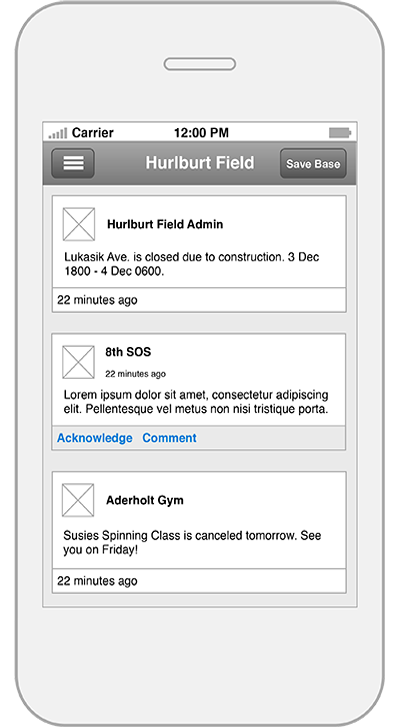 Carrier 12:00 PM
Hurlburt Field Save Base
Hurlburt Field Admin
Lukasik Ave. is closed due to construction. 3 Dec
1800 - 4 Dec 0600.
22 minutes ago
8th SOS
22 minutes ago
Lorem ipsum dolor sit amet, consectetur adipiscing
elit. Pellentesque vel metus non nisi tristique porta.
Acknowledge Comment
Aderholt Gym
Susies Spinning Class is canceled tomorrow. See
you on Friday!
22 minutes ago